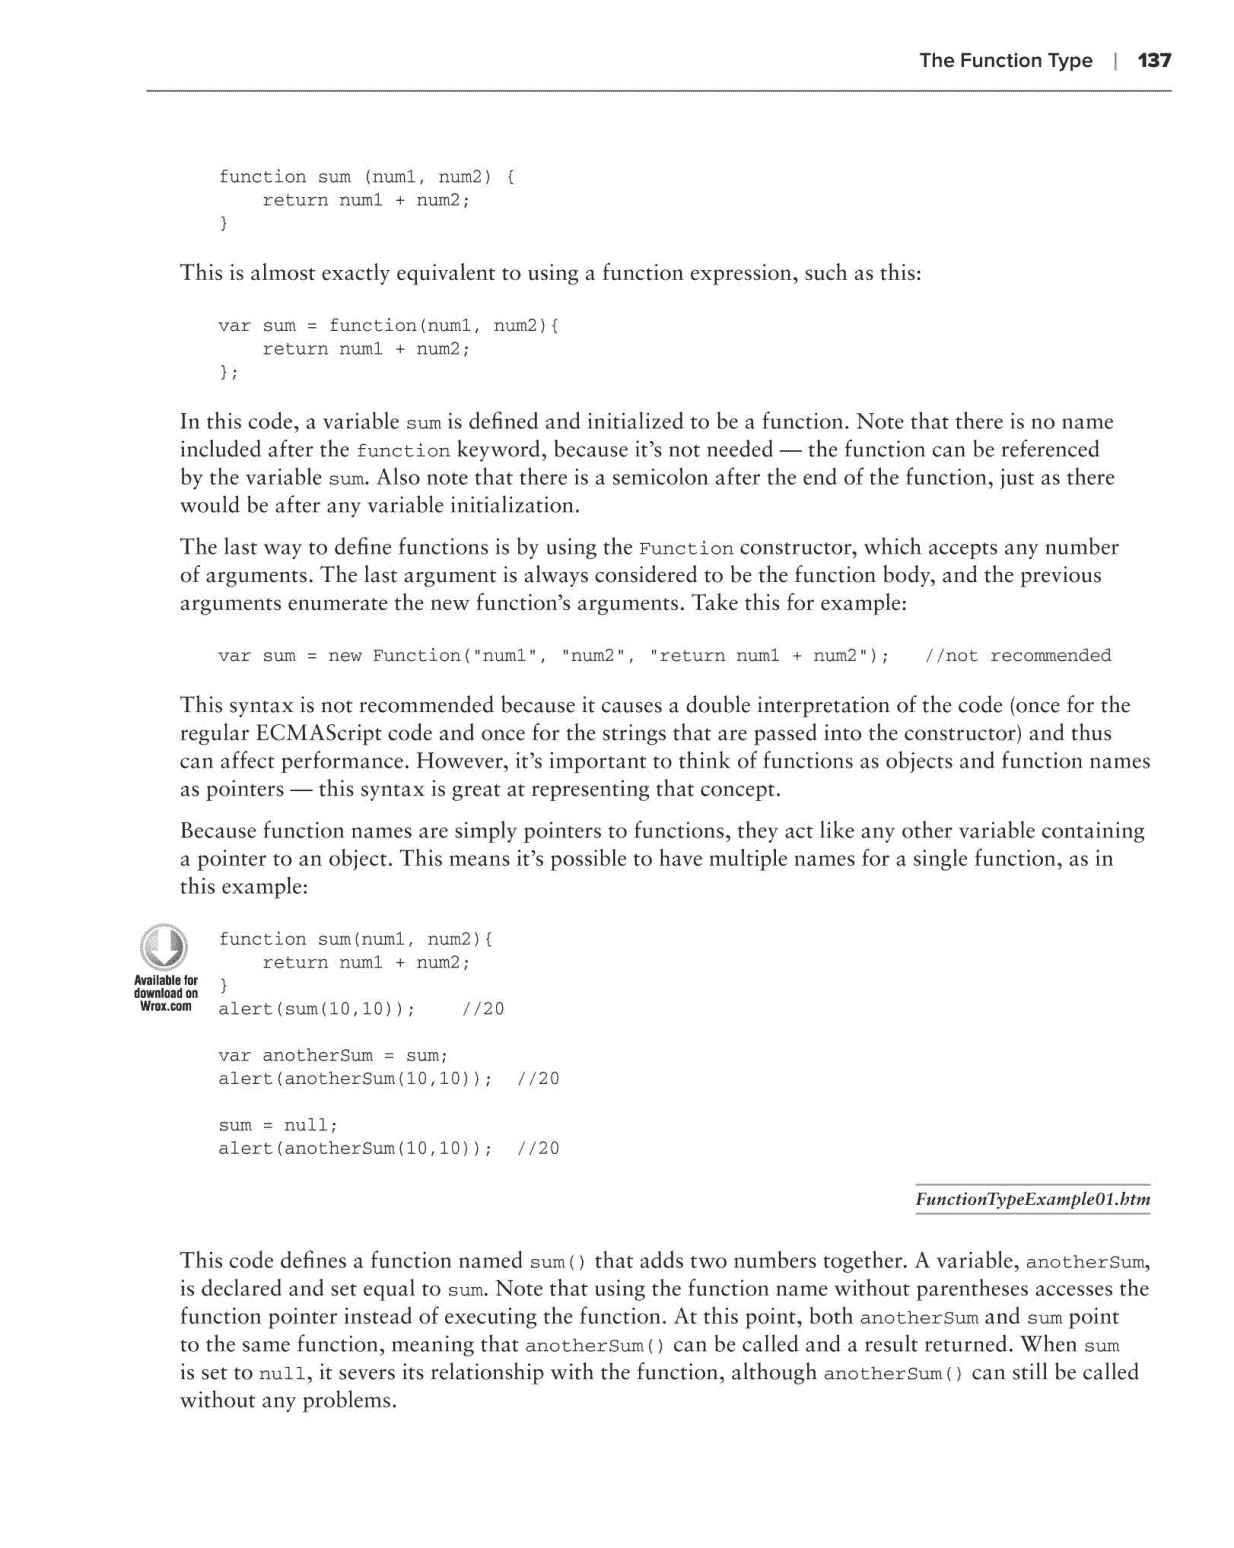 The Function Type | 137
function sum (num1, num2) {
    return num1 + num2;
}
This is almost exactly equivalent to using a function expression, such as this:
var sum = function(num1, num2){
    return num1 + num2;
};
In this code, a variable sum is defined and initialized to be a function. Note that there is no name
included after the function keyword, because it’s not needed — the function can be referenced
by the variable sum. Also note that there is a semicolon after the end of the function, just as there
would be after any variable initialization.
The last way to define functions is by using the Function constructor, which accepts any number
of arguments. The last argument is always considered to be the function body, and the previous
arguments enumerate the new function’s arguments. Take this for example:
var sum = new Function("num1", "num2", "return num1 + num2");   //not recommended
This syntax is not recommended because it causes a double interpretation of the code (once for the
regular ECMAScript code and once for the strings that are passed into the constructor) and thus
can affect performance. However, it’s important to think of functions as objects and function names
as pointers — this syntax is great at representing that concept.
Because function names are simply pointers to functions, they act like any other variable containing
a pointer to an object. This means it’s possible to have multiple names for a single function, as in
this example:
Available for
download on
Wrox.com
function sum(num1, num2){
    return num1 + num2;
}
alert(sum(10,10));    //20
var anotherSum = sum;
alert(anotherSum(10,10));  //20
sum = null;
alert(anotherSum(10,10));  //20
FunctionTypeExample01.htm
This code defines a function named sum() that adds two numbers together. A variable, anotherSum,
is declared and set equal to sum. Note that using the function name without parentheses accesses the
function pointer instead of executing the function. At this point, both anotherSum and sum point
to the same function, meaning that anotherSum() can be called and a result returned. When sum
is set to null, it severs its relationship with the function, although anotherSum() can still be called
without any problems.